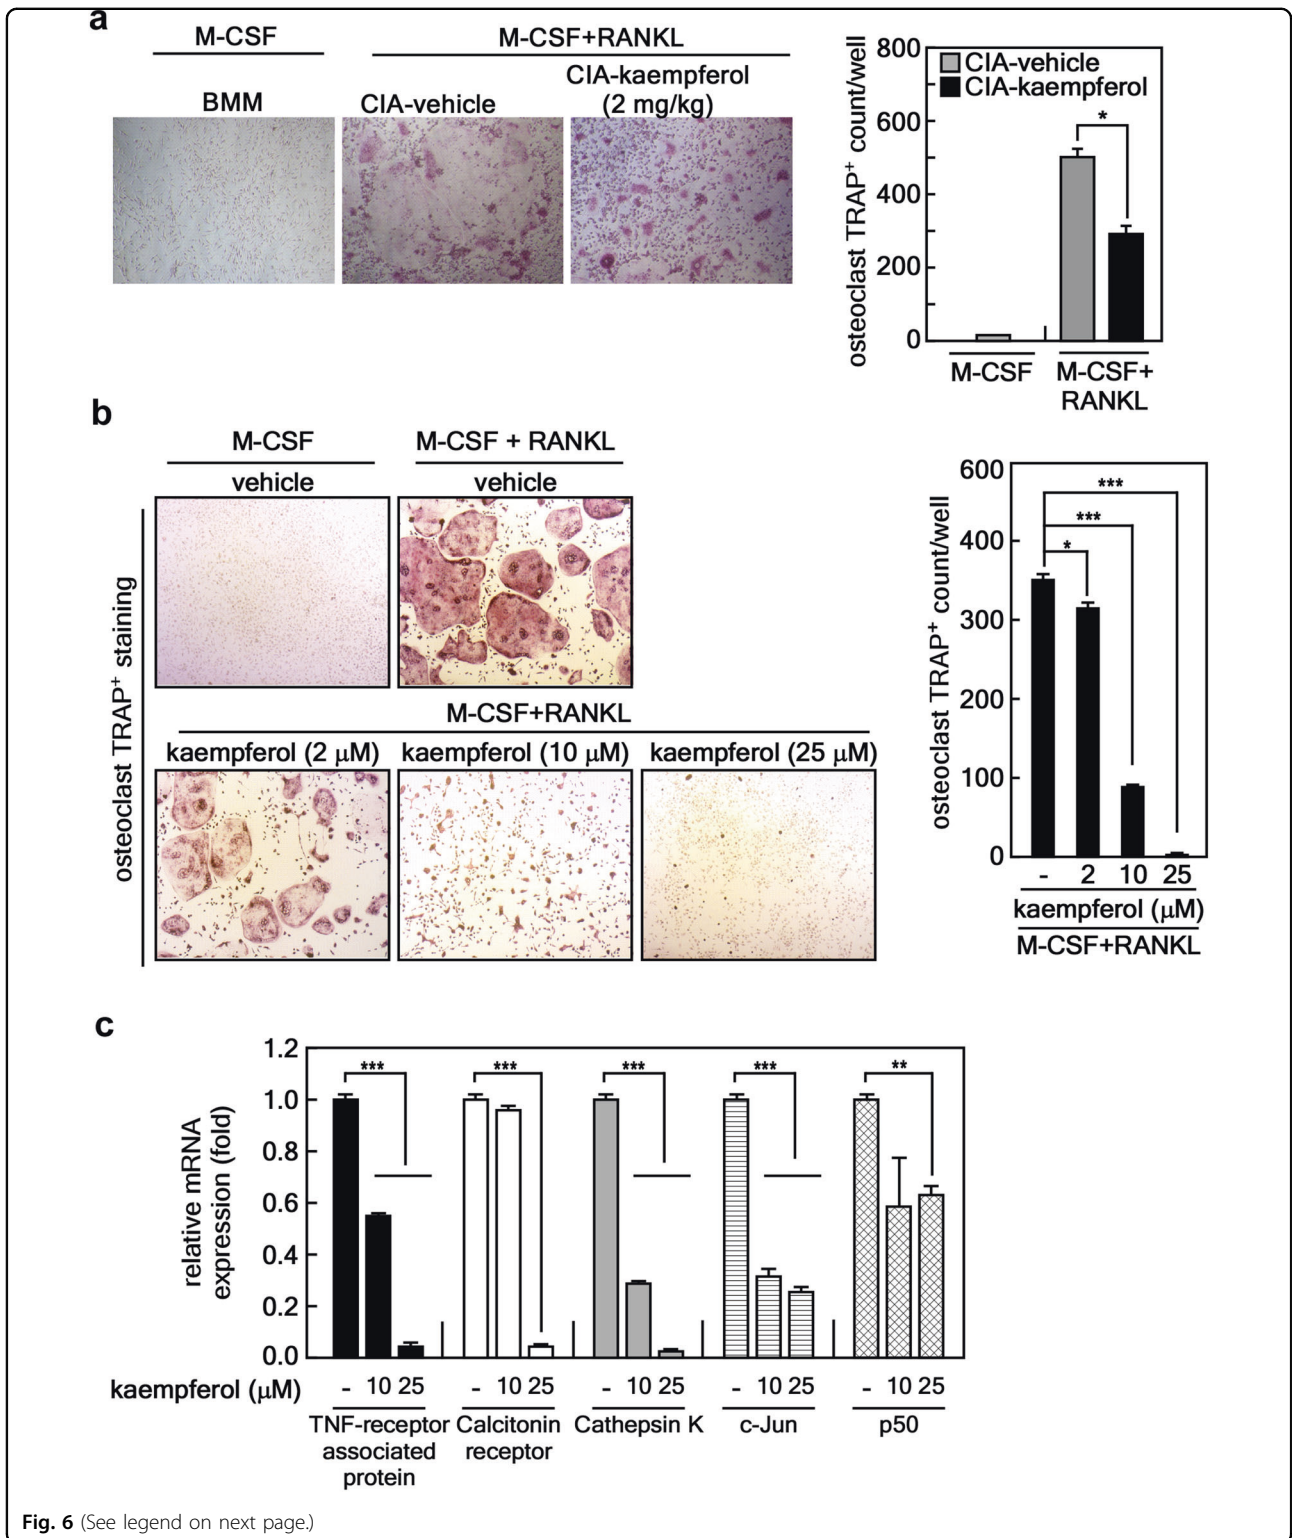 a
M-CSF
M-CSF+RANKL
BMM
CIA-vehicle
CIA-kaempferol
(2 mg/kg)
osteoclast TRAP⁺ count/well
800
600
400
200
0
CIA-vehicle
CIA-kaempferol
*
M-CSF
M-CSF+
RANKL
b
M-CSF
M-CSF + RANKL
vehicle
vehicle
osteoclast TRAP⁺ staining
M-CSF+RANKL
kaempferol (2 μM)
kaempferol (10 μM)
kaempferol (25 μM)
osteoclast TRAP⁺ count/well
600
400
300
200
100
0
***
***
*
- 2 10 25
kaempferol (μM)
M-CSF+RANKL
c
relative mRNA
expression (fold)
1.2
1.0
0.8
0.6
0.4
0.2
0.0
*** *** *** *** **
kaempferol (μM) - 10 25 - 10 25 - 10 25 - 10 25 - 10 25
TNF-receptor
associated
protein
Calcitonin
receptor
Cathepsin K
c-Jun
p50
Fig. 6 (See legend on next page.)